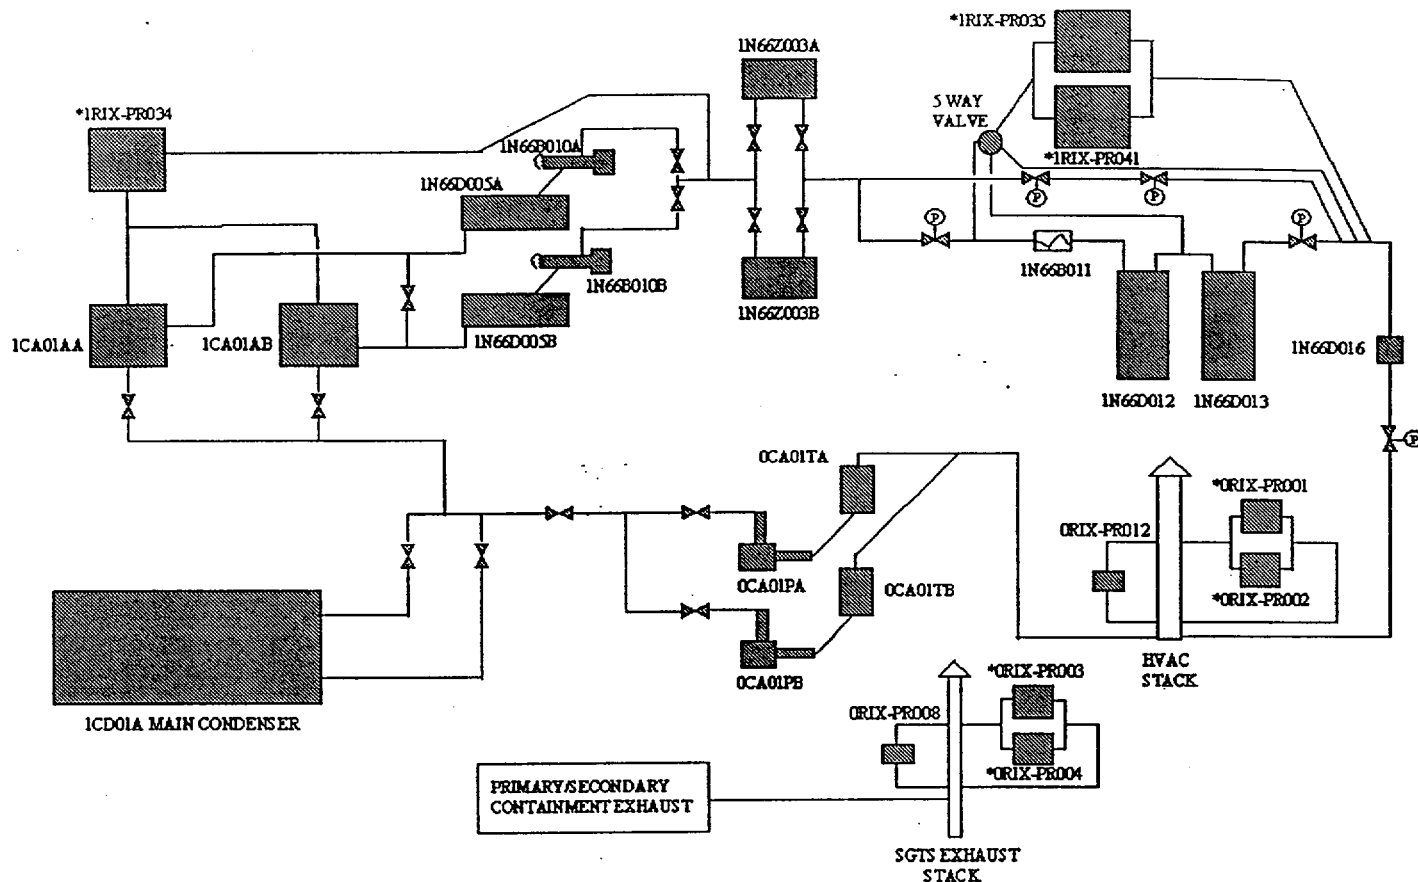 *1RIX-PR035
1N66Z003A
*1RIX-PR034
5 WAY
VALVE
1N66B010A
*1RIX-PR041
1N66D005A
P
P
P
P
1N66B011
1N66B010B
1N66Z003B
1CA01AA
1CA01AB
1N66D005B
1N66D016
1N66D012
1N66D013
P
0CA01TA
*0RIX-PR001
0RIX-PR012
0CA01PA
0CA01TB
*0RIX-PR002
0CA01PB
HVAC
STACK
*0RIX-PR003
0RIX-PR008
1CD01A MAIN CONDENSER
*0RIX-PR004
PRIMARY/SECONDARY
CONTAINMENT EXHAUST
SGTS EXHAUST
STACK